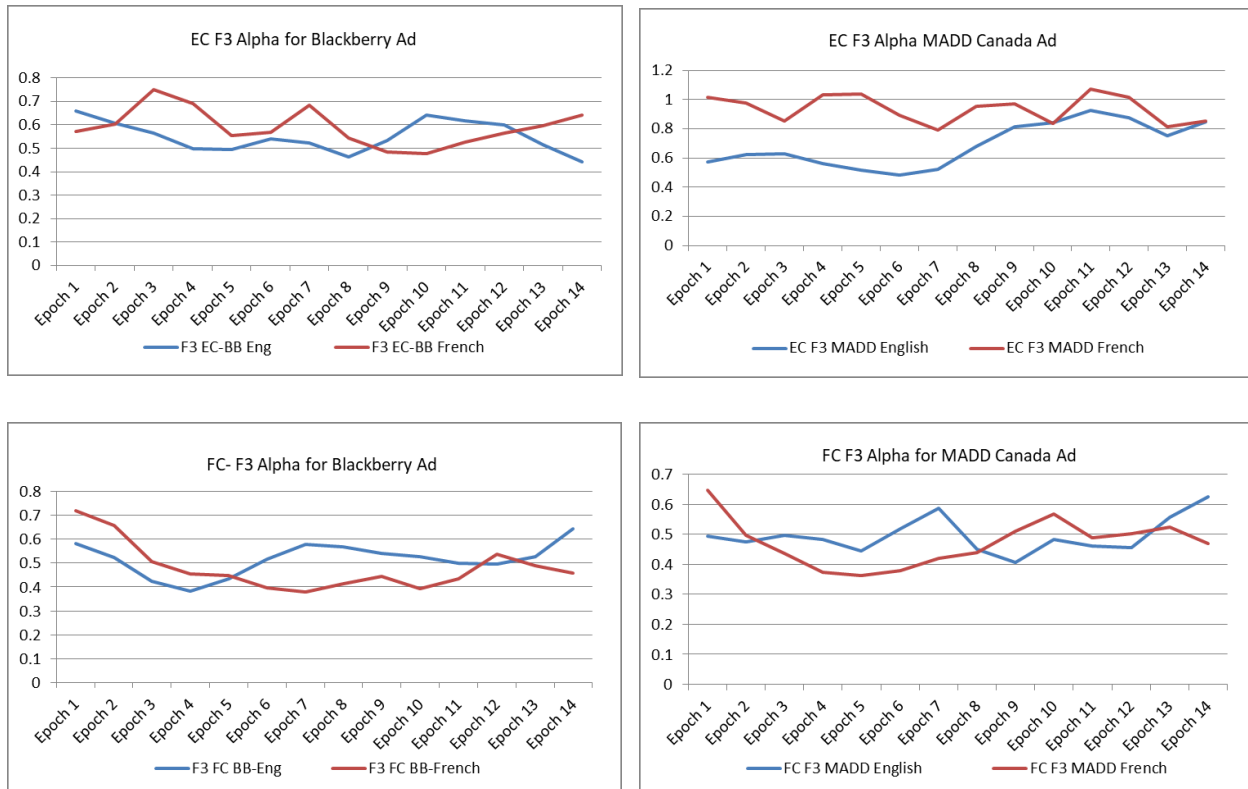 EC F3 Alpha for Blackberry Ad
0.8
0.7
0.6
0.5
0.4
0.3
0.2
0.1
0
Epoch 1
Epoch 2
Epoch 3
Epoch 4
Epoch 5
Epoch 6
Epoch 7
Epoch 8
Epoch 9
Epoch 10
Epoch 11
Epoch 12
Epoch 13
Epoch 14
F3 EC-BB Eng
F3 EC-BB French
EC F3 Alpha MADD Canada Ad
1.2
1
0.8
0.6
0.4
0.2
0
Epoch 1
Epoch 2
Epoch 3
Epoch 4
Epoch 5
Epoch 6
Epoch 7
Epoch 8
Epoch 9
Epoch 10
Epoch 11
Epoch 12
Epoch 13
Epoch 14
EC F3 MADD English
EC F3 MADD French
FC- F3 Alpha for Blackberry Ad
0.8
0.7
0.6
0.5
0.4
0.3
0.2
0.1
0
Epoch 1
Epoch 2
Epoch 3
Epoch 4
Epoch 5
Epoch 6
Epoch 7
Epoch 8
Epoch 9
Epoch 10
Epoch 11
Epoch 12
Epoch 13
Epoch 14
F3 FC BB-Eng
F3 FC BB-French
FC F3 Alpha for MADD Canada Ad
0.7
0.6
0.5
0.4
0.3
0.2
0.1
0
Epoch 1
Epoch 2
Epoch 3
Epoch 4
Epoch 5
Epoch 6
Epoch 7
Epoch 8
Epoch 9
Epoch 10
Epoch 11
Epoch 12
Epoch 13
Epoch 14
FC F3 MADD English
FC F3 MADD French